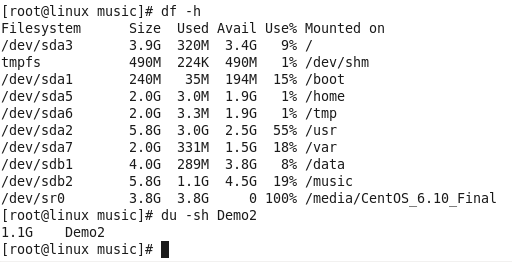 [root@linux music]# df -h
Filesystem      Size  Used Avail Use% Mounted on
/dev/sda3       3.9G  320M  3.4G   9% /
tmpfs           490M  224K  490M   1% /dev/shm
/dev/sda1       240M   35M  194M  15% /boot
/dev/sda5       2.0G  3.0M  1.9G   1% /home
/dev/sda6       2.0G  3.3M  1.9G   1% /tmp
/dev/sda2       5.8G  3.0G  2.5G  55% /usr
/dev/sda7       2.0G  331M  1.5G  18% /var
/dev/sdb1       4.0G  289M  3.8G   8% /data
/dev/sdb2       5.8G  1.1G  4.5G  19% /music
/dev/sr0        3.8G  3.8G     0 100% /media/CentOS_6.10_Final
[root@linux music]# du -sh Demo2
1.1G    Demo2
[root@linux music]#